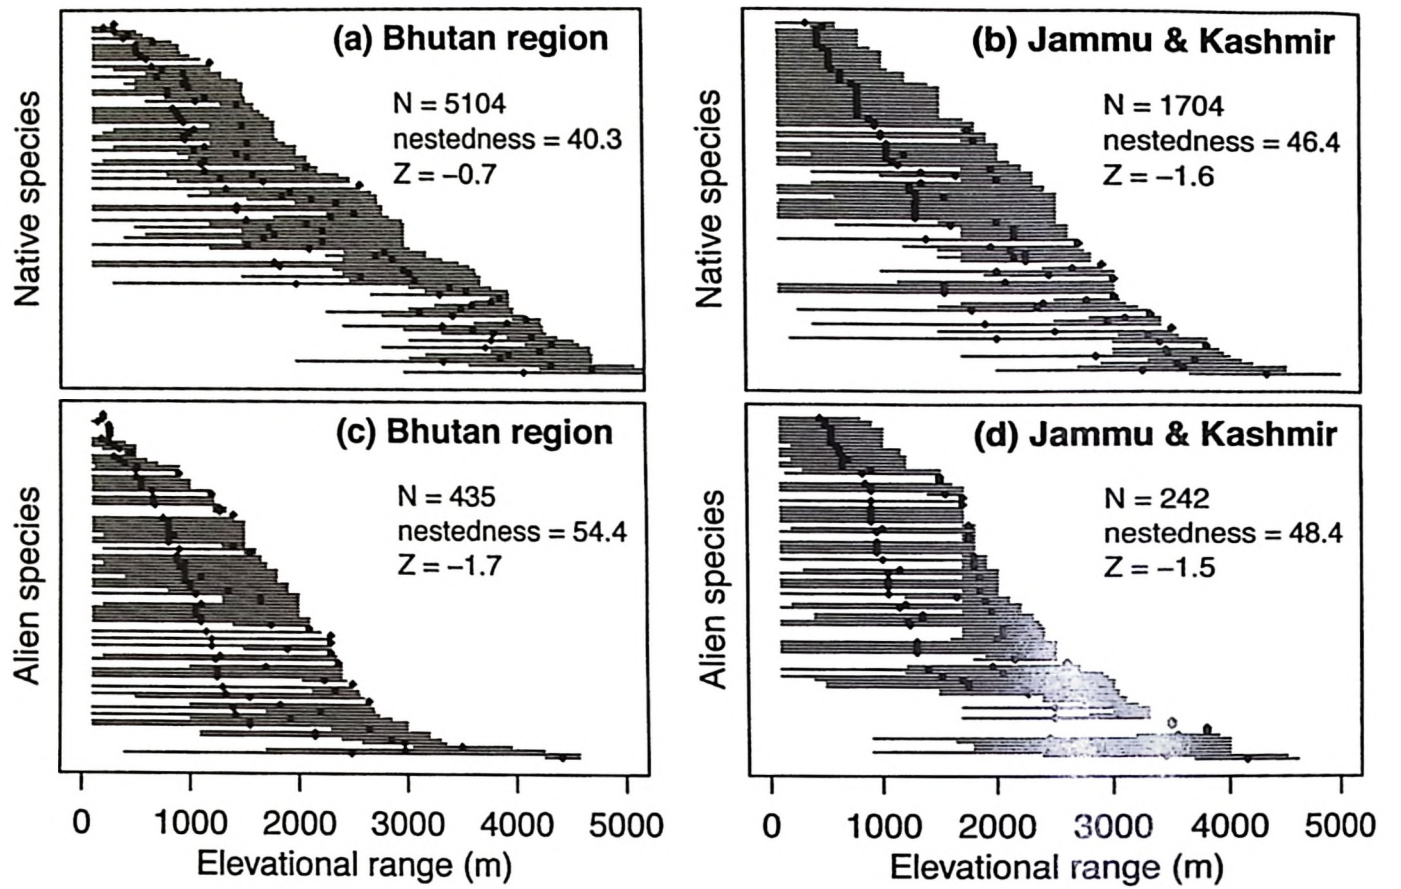 (a) Bhutan region
N = 5104
nestedness = 40.3
Z = −0.7
Native species
(b) Jammu & Kashmir
N = 1704
nestedness = 46.4
Z = −1.6
Native species
(c) Bhutan region
N = 435
nestedness = 54.4
Z = −1.7
Alien species
0 1000 2000 3000 4000 5000
Elevational range (m)
(d) Jammu & Kashmir
N = 242
nestedness = 48.4
Z = −1.5
Alien species
0 1000 2000 3000 4000 5000
Elevational range (m)